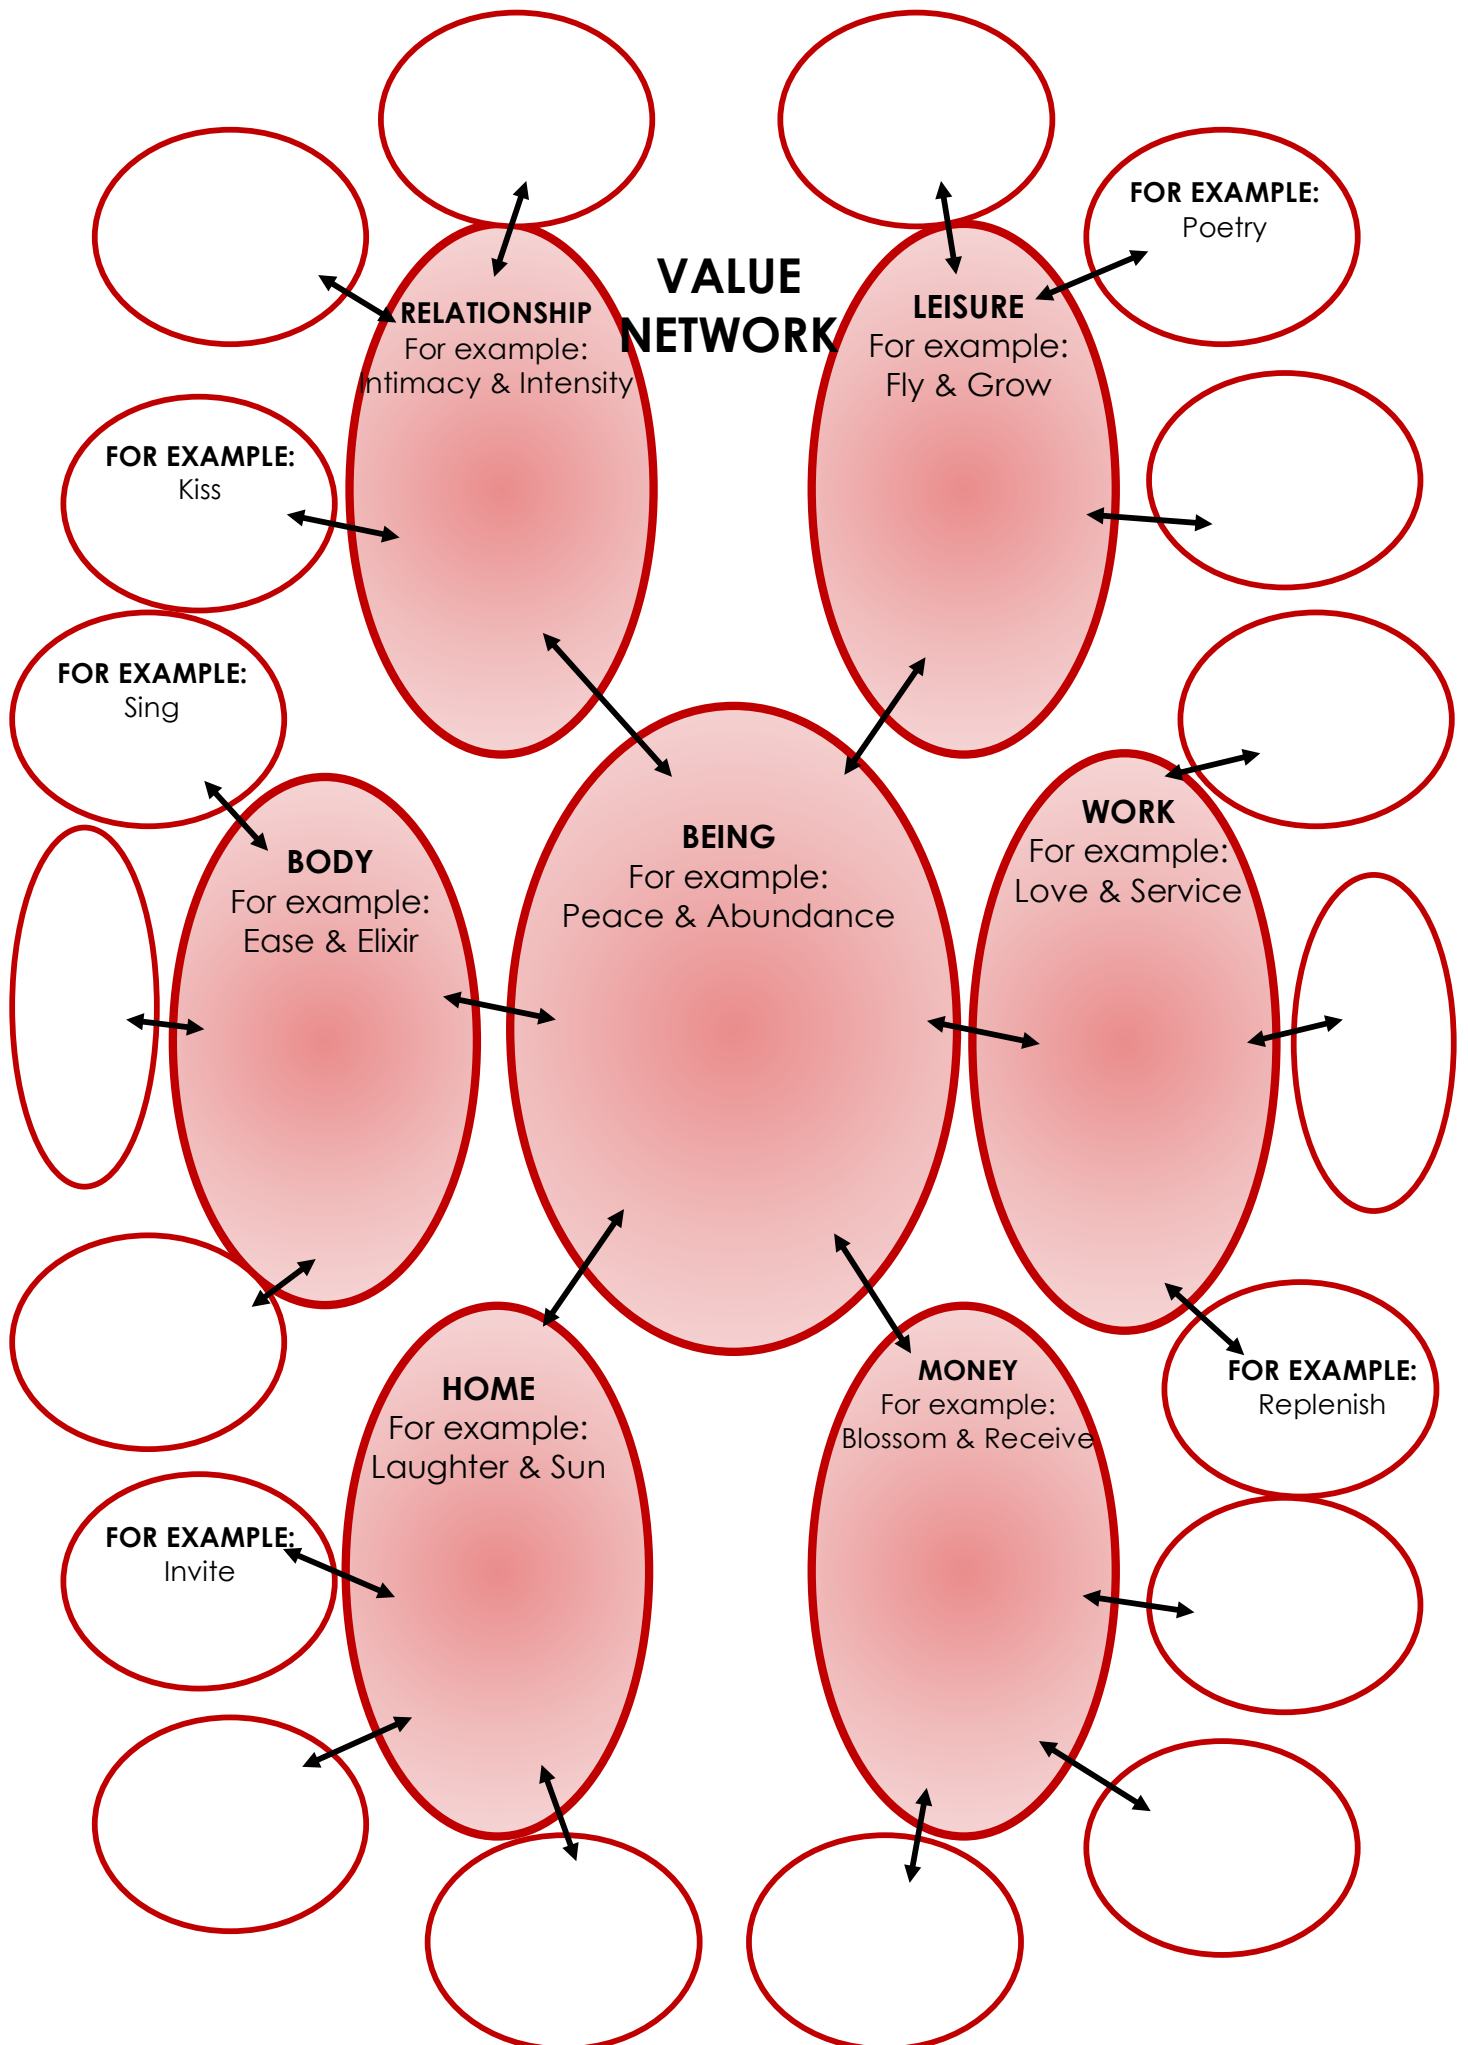 FOR EXAMPLE:
Poetry
VALUE
NETWORK
RELATIONSHIP
For example:
Intimacy & Intensity
LEISURE
For example:
Fly & Grow
FOR EXAMPLE:
Kiss
FOR EXAMPLE:
Sing
BODY
For example:
Ease & Elixir
BEING
For example:
Peace & Abundance
WORK
For example:
Love & Service
HOME
For example:
Laughter & Sun
MONEY
For example:
Blossom & Receive
FOR EXAMPLE:
Replenish
FOR EXAMPLE:
Invite